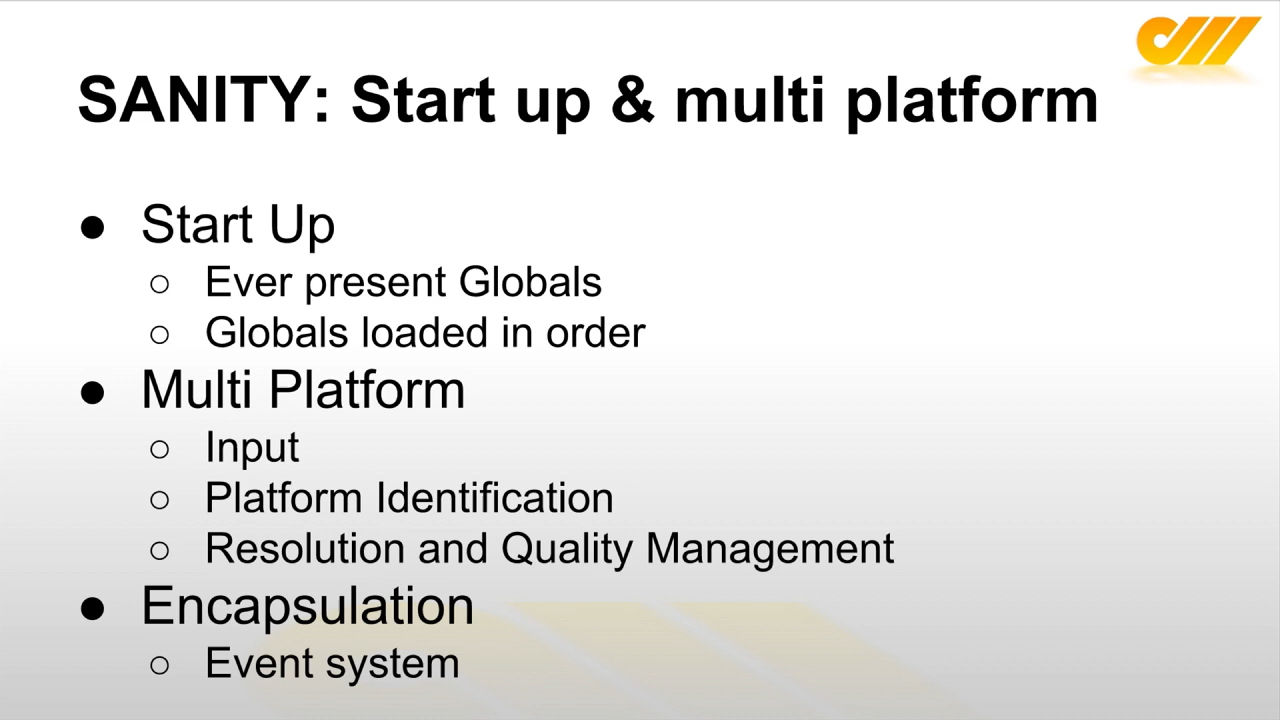 SANITY: Start up & multi platform
● Start Up
○ Ever present Globals
○ Globals loaded in order
● Multi Platform
○ Input
○ Platform Identification
○ Resolution and Quality Management
● Encapsulation
○ Event system